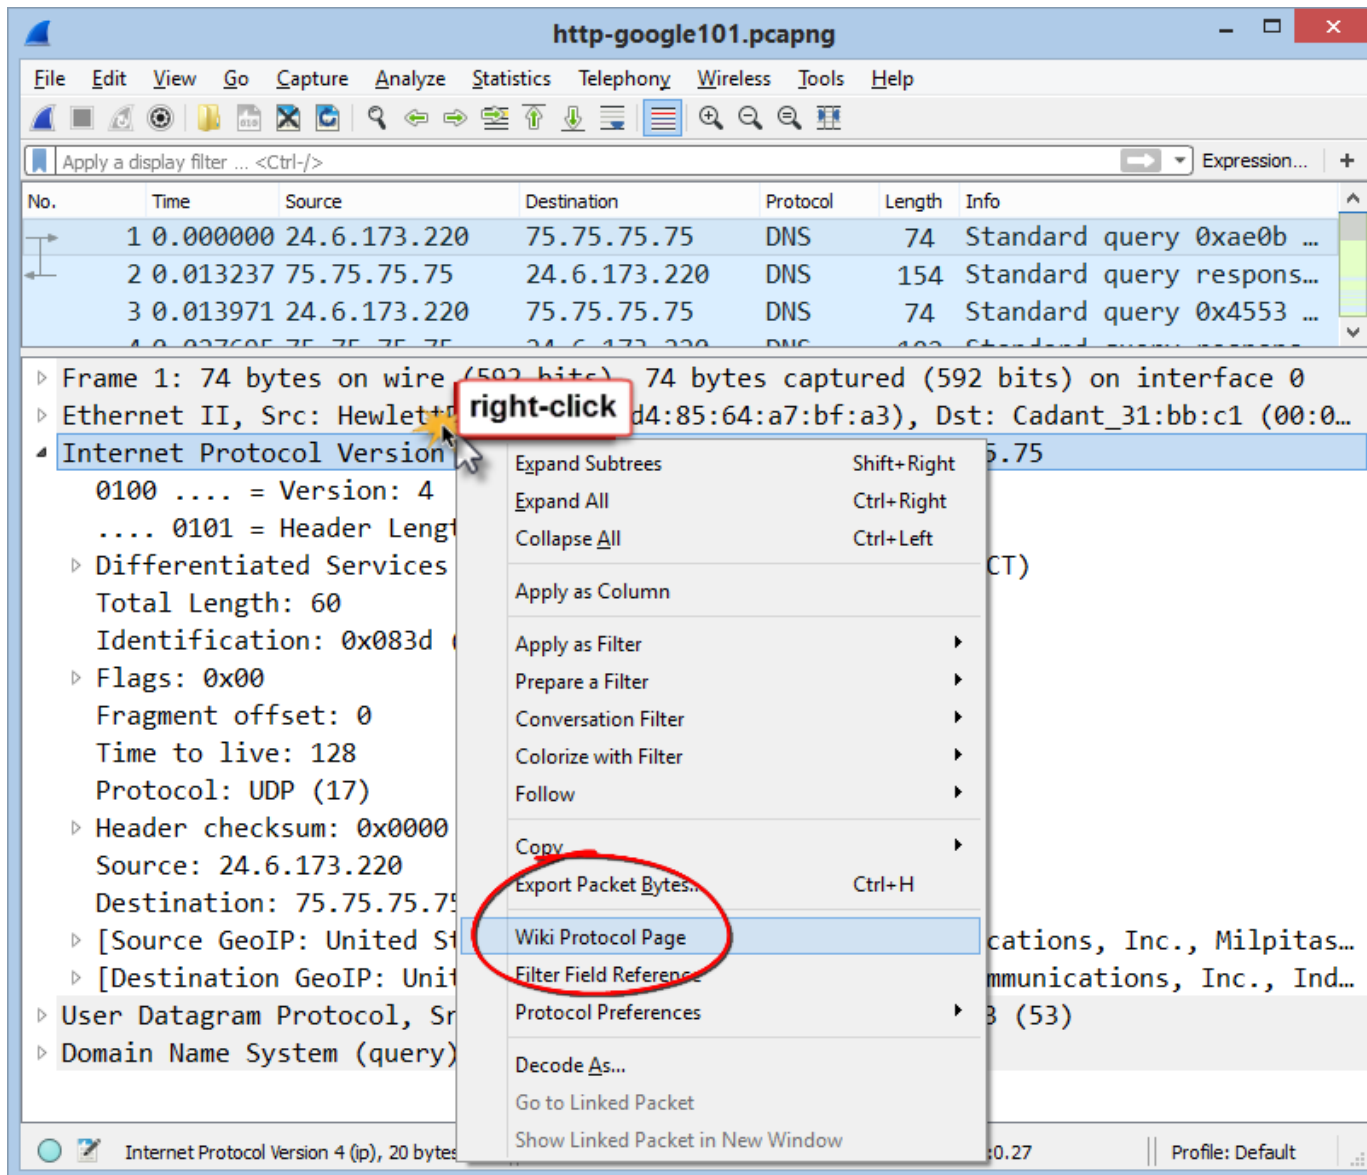 http-google101.pcapng
File Edit View Go Capture Analyze Statistics Telephony Wireless Tools Help
Apply a display filter ... <Ctrl-/> Expression... +
No. Time Source Destination Protocol Length Info
1 0.000000 24.6.173.220 75.75.75.75 DNS 74 Standard query 0xae0b ...
2 0.013237 75.75.75.75 24.6.173.220 DNS 154 Standard query respons...
3 0.013971 24.6.173.220 75.75.75.75 DNS 74 Standard query 0x4553 ...
Frame 1: 74 bytes on wire (592 bits), 74 bytes captured (592 bits) on interface 0
right-click
Ethernet II, Src: Hewlett d4:85:64:a7:bf:a3), Dst: Cadant_31:bb:c1 (00:0...
Internet Protocol Version 5.75
0100 .... = Version: 4
.... 0101 = Header Lengt
Differentiated Services CT)
Total Length: 60
Identification: 0x083d (
Flags: 0x00
Fragment offset: 0
Time to live: 128
Protocol: UDP (17)
Header checksum: 0x0000
Source: 24.6.173.220
Destination: 75.75.75.75
[Source GeoIP: United St cations, Inc., Milpitas...
[Destination GeoIP: Unit mmunications, Inc., Ind...
User Datagram Protocol, Sr 3 (53)
Domain Name System (query)
Expand Subtrees Shift+Right
Expand All Ctrl+Right
Collapse All Ctrl+Left
Apply as Column
Apply as Filter
Prepare a Filter
Conversation Filter
Colorize with Filter
Follow
Copy
Export Packet Bytes... Ctrl+H
Wiki Protocol Page
Filter Field Reference
Protocol Preferences
Decode As...
Go to Linked Packet
Show Linked Packet in New Window
Internet Protocol Version 4 (ip), 20 bytes :0.27 Profile: Default